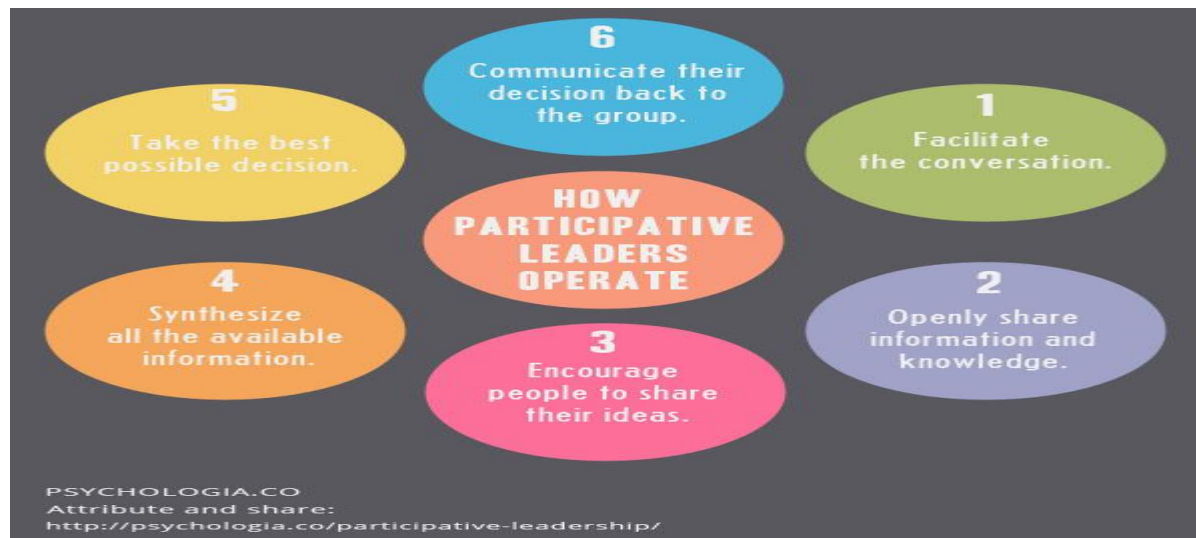 HOW
PARTICIPATIVE
LEADERS
OPERATE
1
Facilitate
the conversation.
2
Openly share
information and
knowledge.
3
Encourage
people to share
their ideas.
4
Synthesize
all the available
information.
5
Take the best
possible decision.
6
Communicate their
decision back to
the group.
PSYCHOLOGIA.CO
Attribute and share:
http://psychologia.co/participative-leadership/